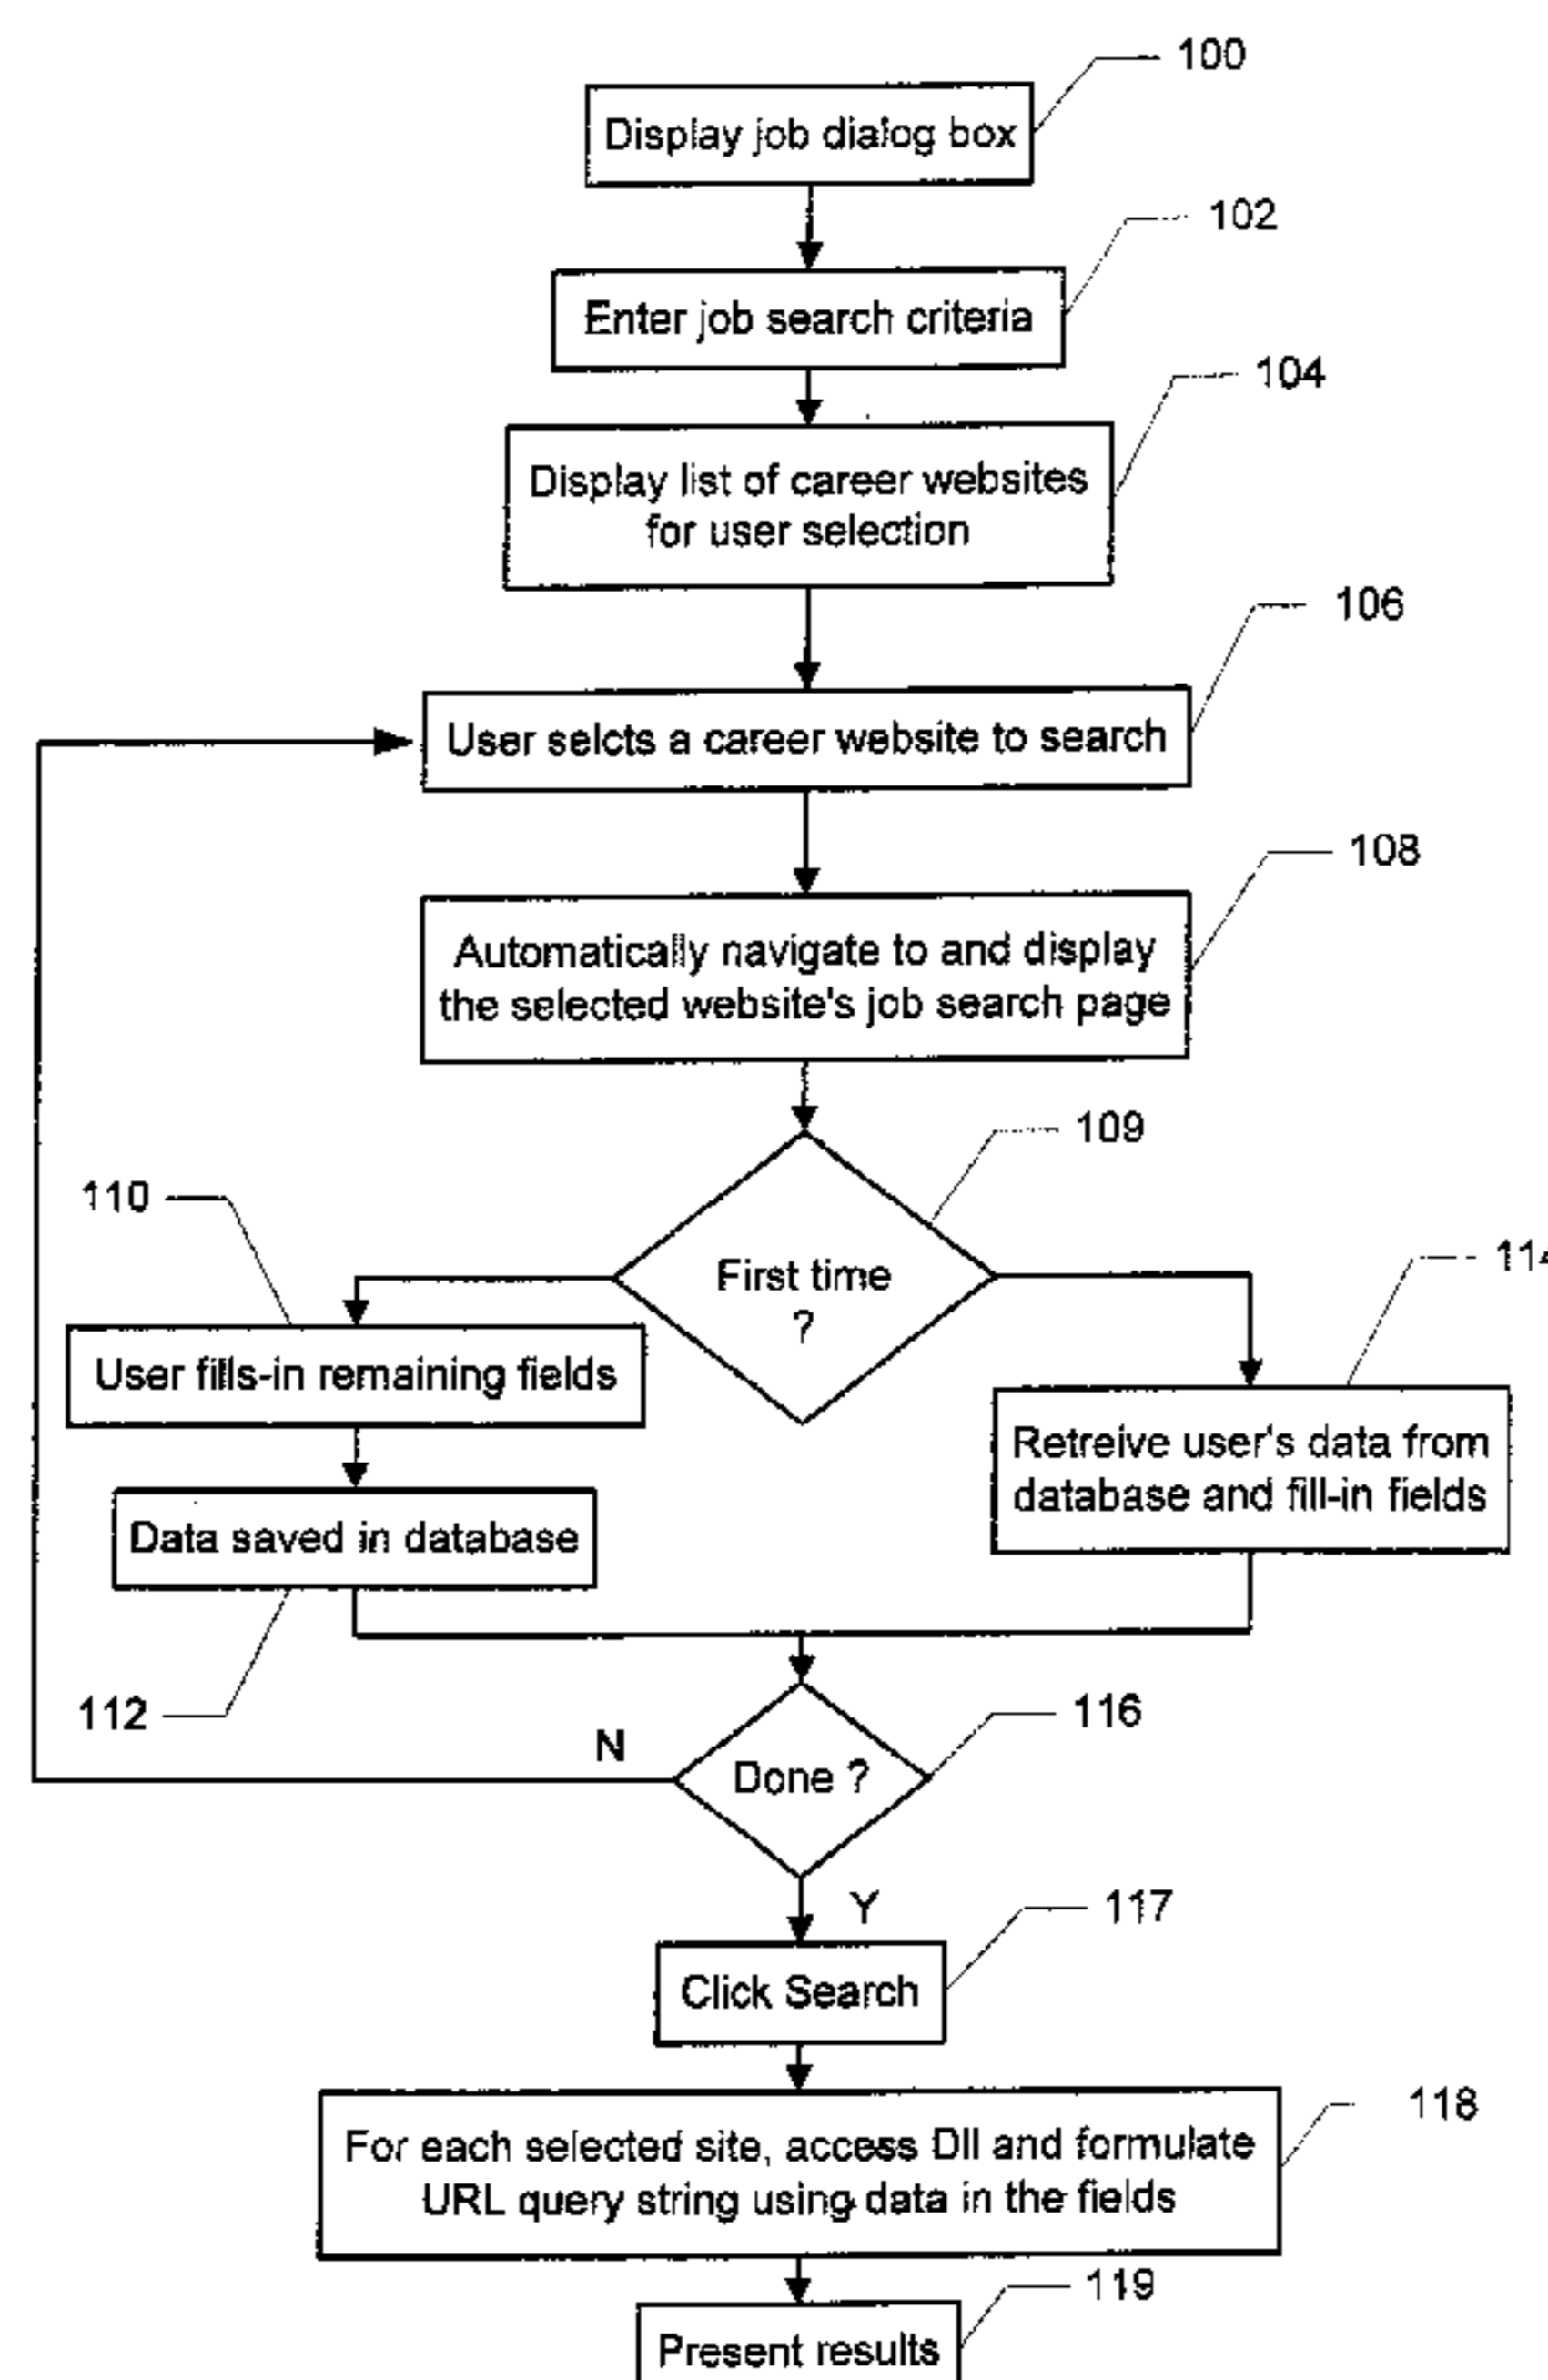 100
Display job dialog box
102
Enter job search criteria
104
Display list of career websites
for user selection
106
User selcts a career website to search
108
Automatically navigate to and display
the selected website's job search page
109
110
First time
?
114
User fills-in remaining fields
Retreive user's data from
database and fill-in fields
Data saved in database
112
116
N
Done ?
Y
117
Click Search
118
For each selected site, access Dll and formulate
URL query string using data in the fields
119
Present results